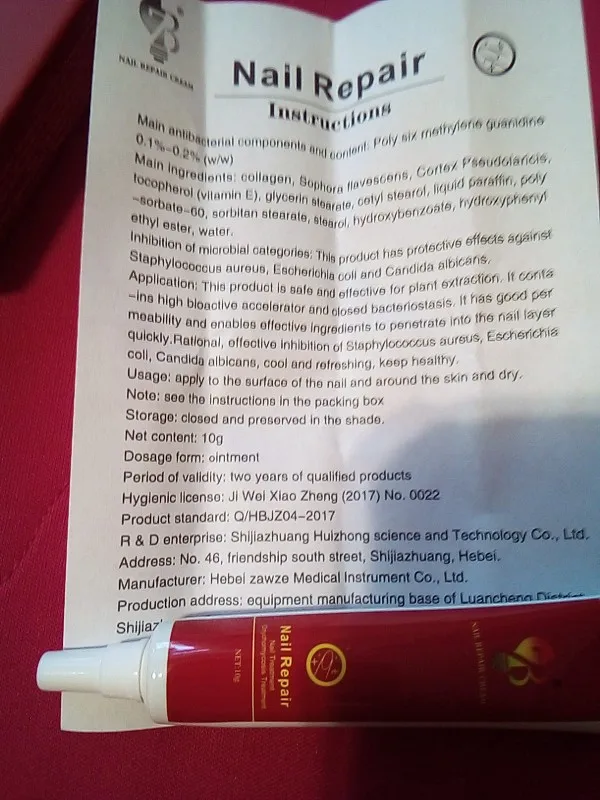 NAIL REPAIR CREAM
Nail Repair
Instructions
Main antibacterial components and content: Poly six methylene guanidine
0.1%-0.2% (w/w)
Main ingredients: collagen, Sophora flavescens, Cortex Pseudolaricis,
tocopherol (vitamin E), glycerin stearate, cetyl stearol, liquid paraffin, poly
-sorbate-60, sorbitan stearate, stearol, hydroxybenzoate, hydroxyphenyl
ethyl ester, water.
Inhibition of microbial categories: This product has protective effects against
Staphylococcus aureus, Escherichia coli and Candida albicans.
Application: This product is safe and effective for plant extraction. It conta
-ins high bioactive accelerator and closed bacteriostasis. It has good per
meability and enables effective ingredients to penetrate into the nail layer
quickly.Rational, effective inhibition of Staphylococcus aureus, Escherichia
coli, Candida albicans, cool and refreshing, keep healthy.
Usage: apply to the surface of the nail and around the skin and dry.
Note: see the instructions in the packing box
Storage: closed and preserved in the shade.
Net content: 10g
Dosage form: ointment
Period of validity: two years of qualified products
Hygienic license: Ji Wei Xiao Zheng (2017) No. 0022
Product standard: Q/HBJZ04-2017
R & D enterprise: Shijiazhuang Huizhong science and Technology Co., Ltd.
Address: No. 46, friendship south street, Shijiazhuang, Hebei.
Manufacturer: Hebei zawze Medical Instrument Co., Ltd.
Production address: equipment manufacturing base of Luancheng District
Shijiaz
Nail Repair
Nail Treatment
Onychomycosis Treatment
NET:10g
NAIL REPAIR CREAM